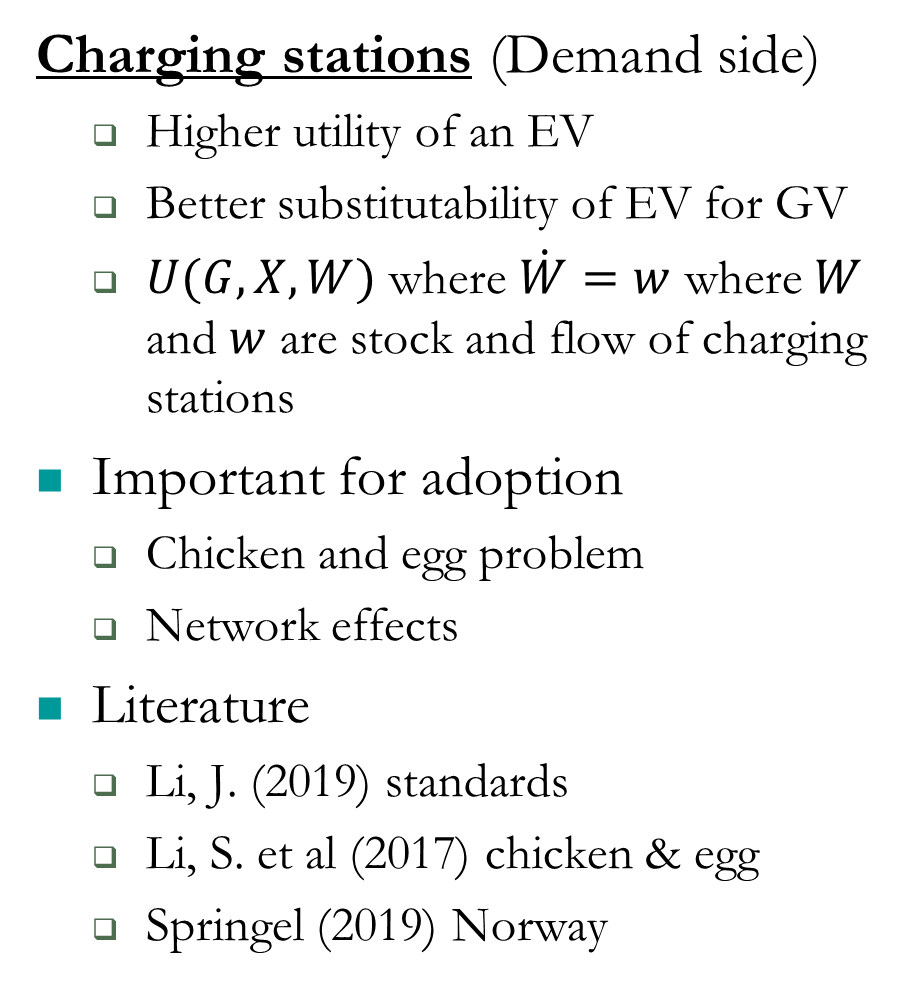 Charging stations (Demand side)
Higher utility of an EV
Better substitutability of EV for GV
U(G,X,W) where Ẇ = w where W
and w are stock and flow of charging
stations
Important for adoption
Chicken and egg problem
Network effects
Literature
Li, J. (2019) standards
Li, S. et al (2017) chicken & egg
Springel (2019) Norway